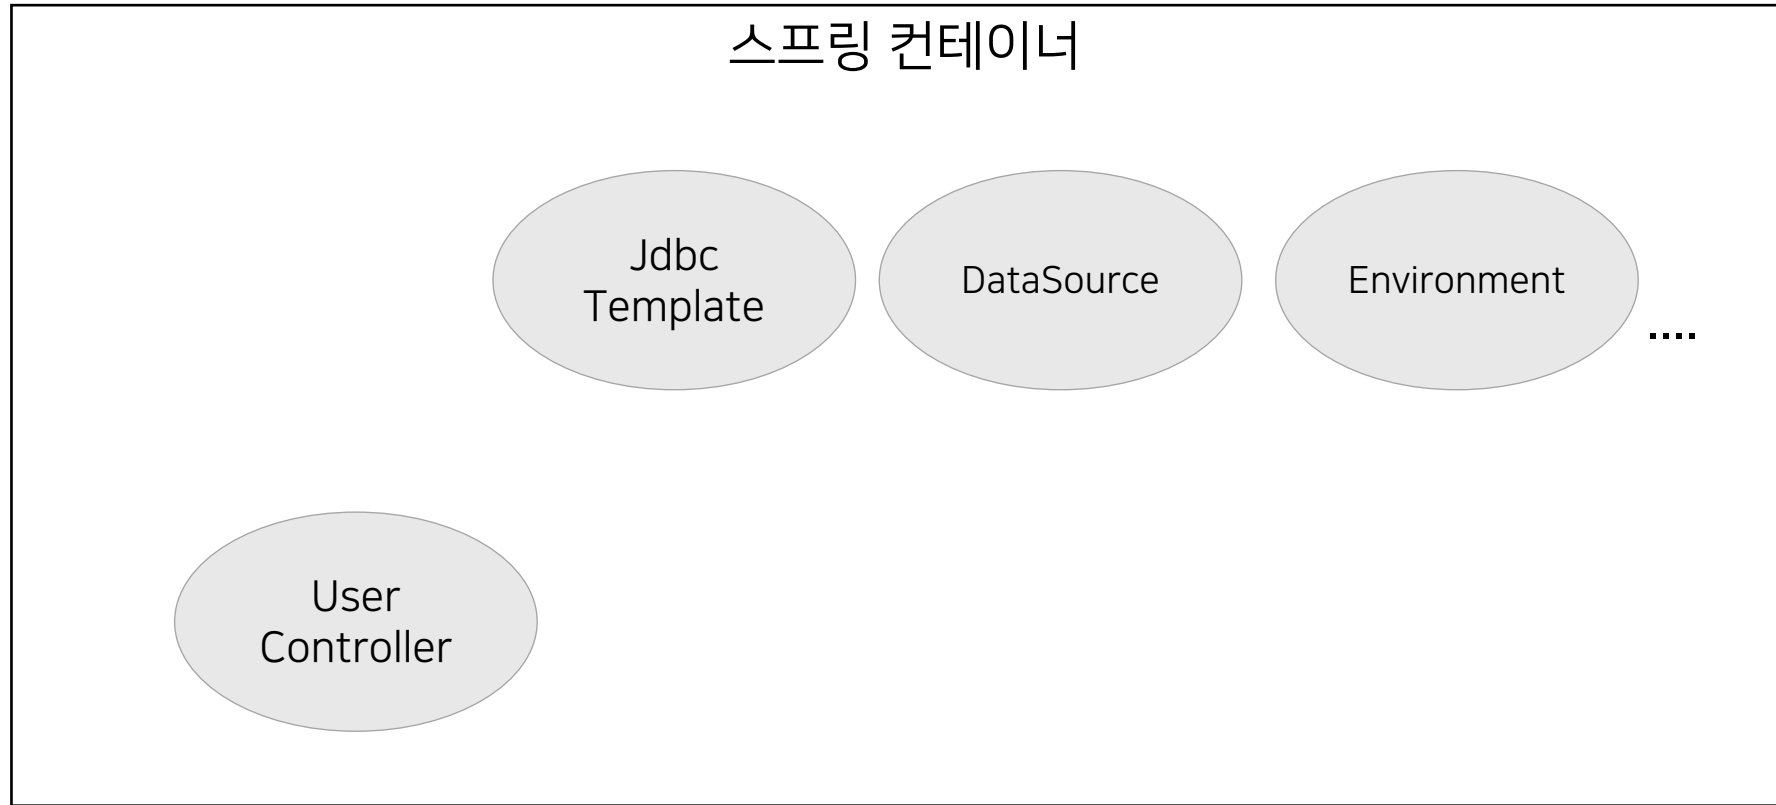 스프링 컨테이너
Jdbc
Template
DataSource
Environment
....
User
Controller